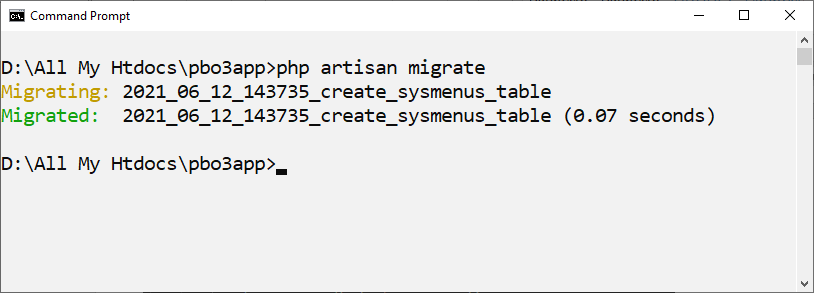 Command Prompt
D:\All My Htdocs\pbo3app>php artisan migrate
Migrating: 2021_06_12_143735_create_sysmenus_table
Migrated:  2021_06_12_143735_create_sysmenus_table (0.07 seconds)
D:\All My Htdocs\pbo3app>